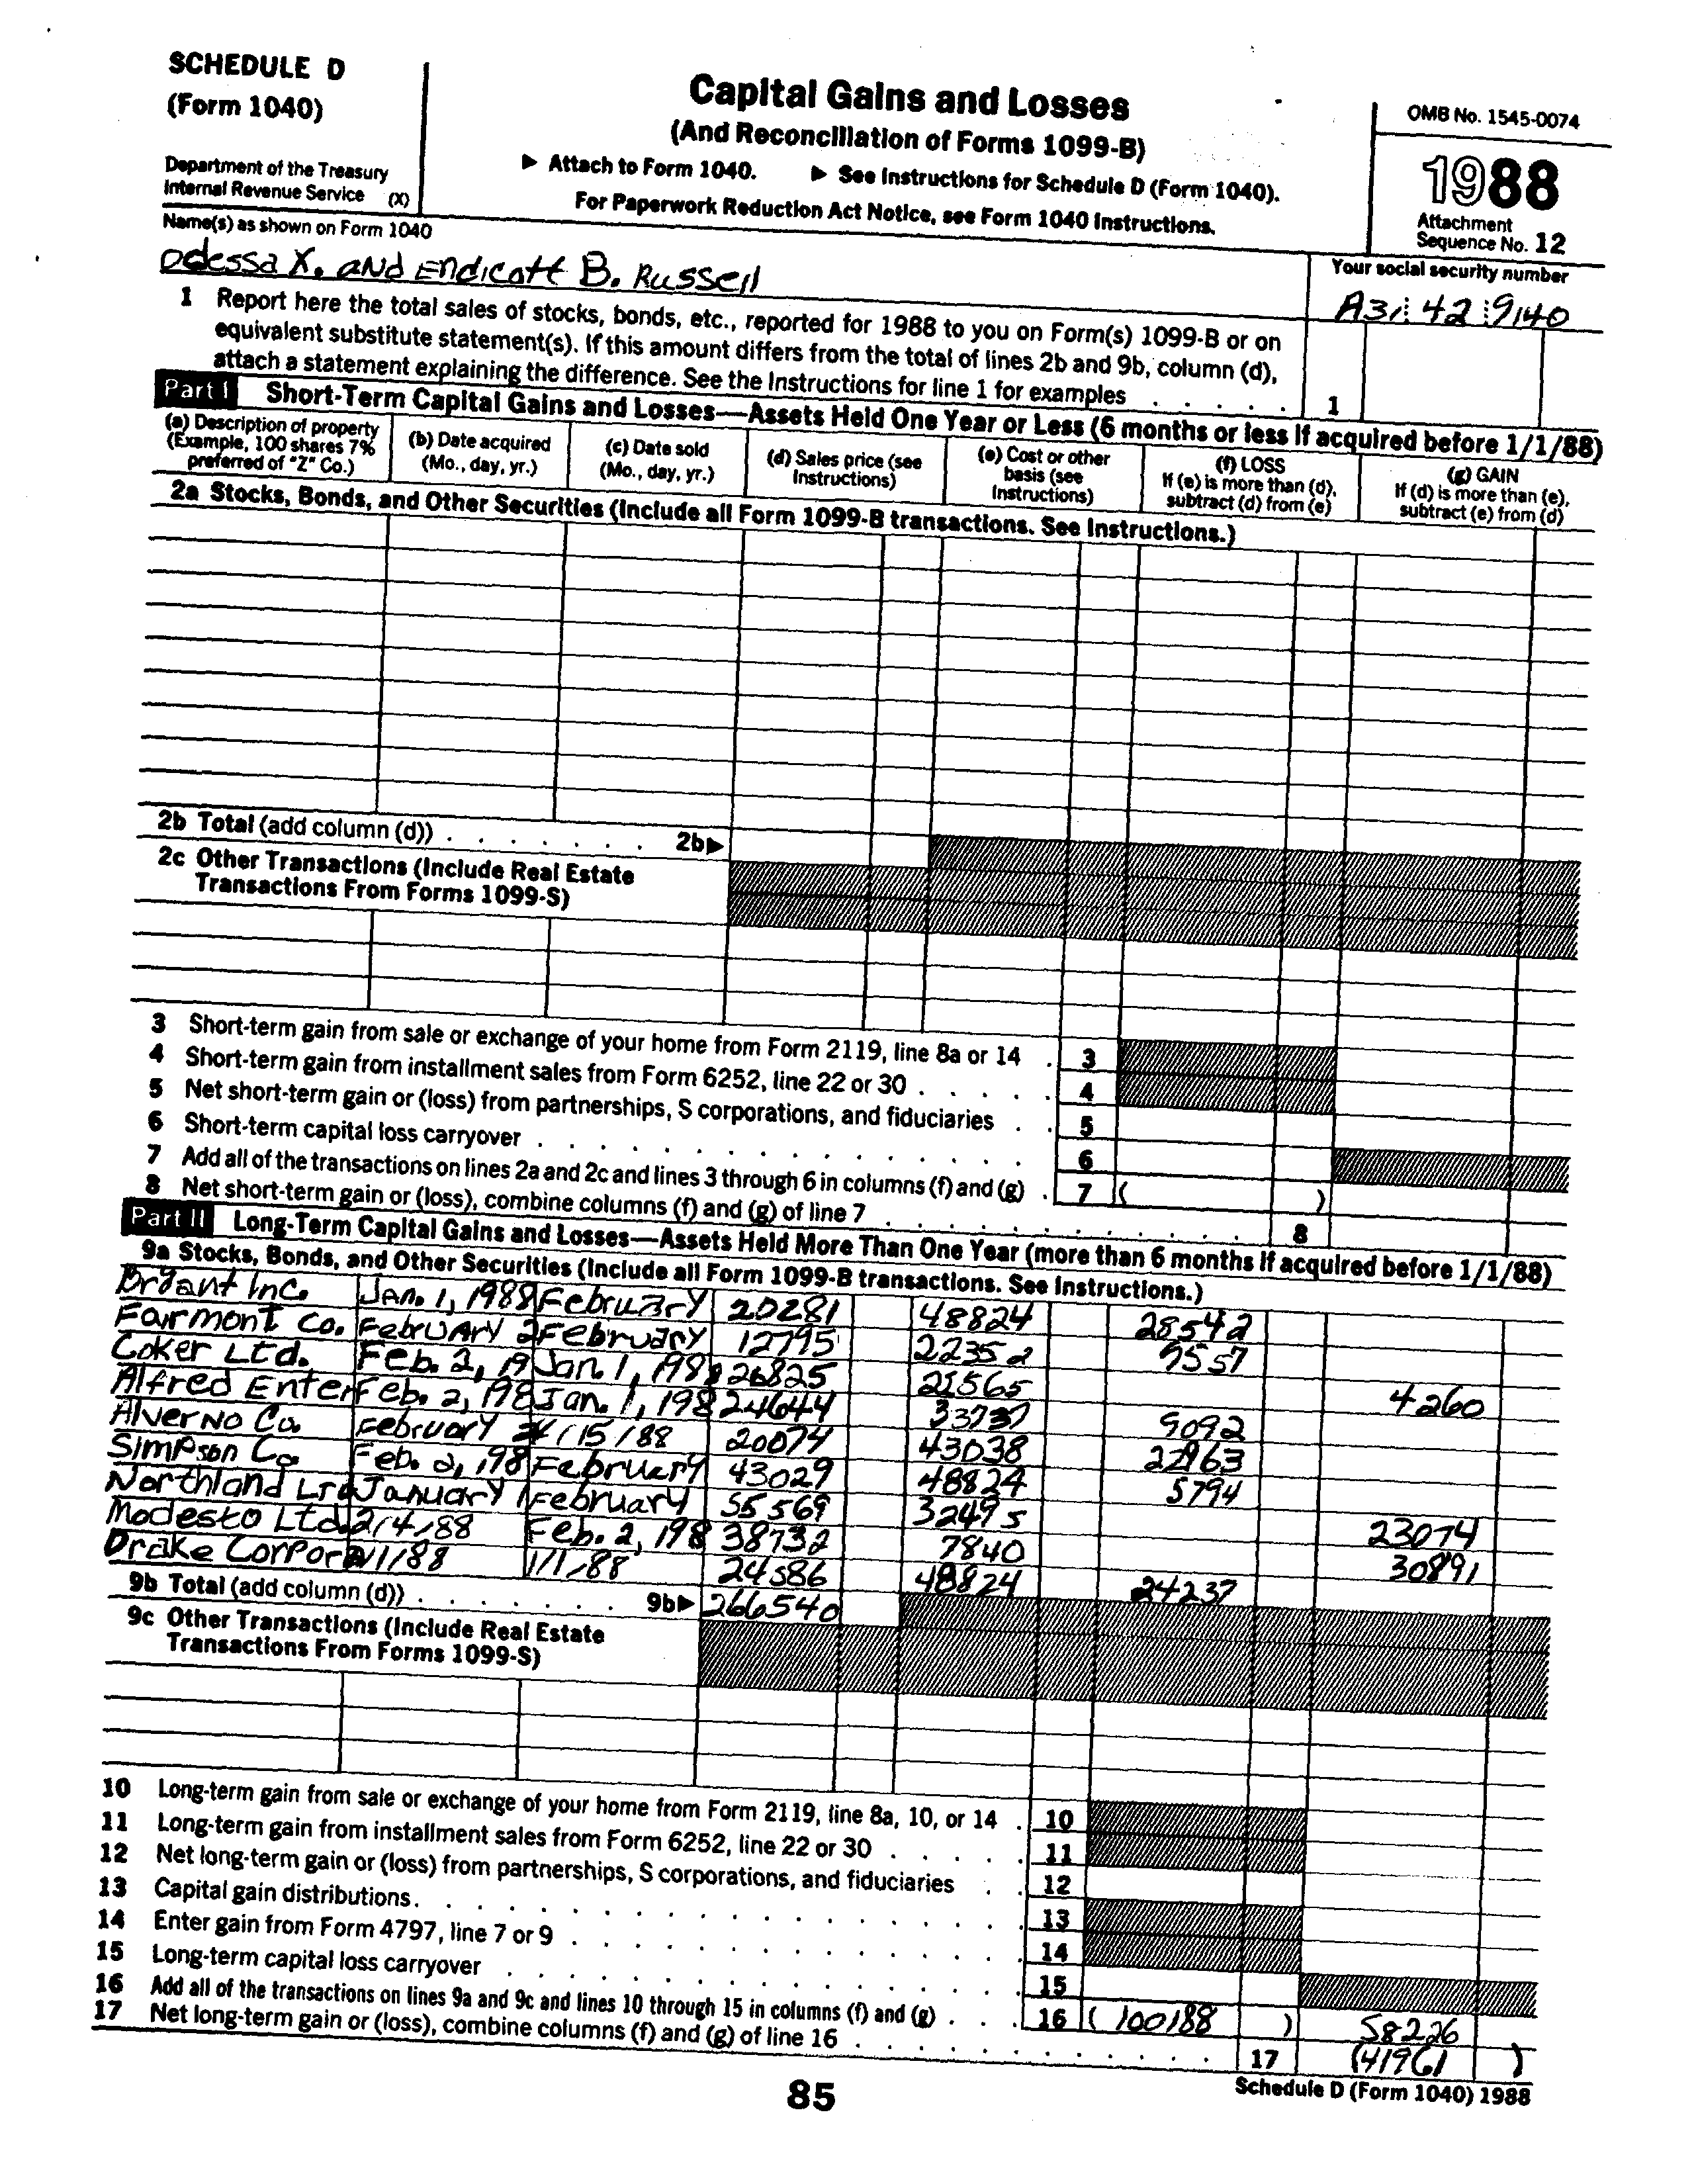 SCHEDULE D
(Form 1040)
Department of the Treasury
Internal Revenue Service (X)
Capital Gains and Losses
(And Reconciliation of Forms 1099-B)
▶ Attach to Form 1040. ▶ See Instructions for Schedule D (Form 1040).
For Paperwork Reduction Act Notice, see Form 1040 Instructions.
OMB No. 1545-0074
1988
Attachment
Sequence No. 12
Name(s) as shown on Form 1040
Odessa X. and Endicott B. Russell
Your social security number
A31 42 9140
1 Report here the total sales of stocks, bonds, etc., reported for 1988 to you on Form(s) 1099-B or on
equivalent substitute statement(s). If this amount differs from the total of lines 2b and 9b, column (d),
attach a statement explaining the difference. See the Instructions for line 1 for examples . . . . . 1
Part I Short-Term Capital Gains and Losses—Assets Held One Year or Less (6 months or less if acquired before 1/1/88)
(a) Description of property
(Example, 100 shares 7%
preferred of "Z" Co.)
(b) Date acquired
(Mo., day, yr.)
(c) Date sold
(Mo., day, yr.)
(d) Sales price (see
Instructions)
(e) Cost or other
basis (see
Instructions)
(f) LOSS
If (e) is more than (d),
subtract (d) from (e)
(g) GAIN
If (d) is more than (e),
subtract (e) from (d)
2a Stocks, Bonds, and Other Securities (Include all Form 1099-B transactions. See Instructions.)
2b Total (add column (d)) . . . . . . . 2b▶
2c Other Transactions (Include Real Estate
Transactions From Forms 1099-S)
3 Short-term gain from sale or exchange of your home from Form 2119, line 8a or 14 . 3
4 Short-term gain from installment sales from Form 6252, line 22 or 30 . . . . . 4
5 Net short-term gain or (loss) from partnerships, S corporations, and fiduciaries . . 5
6 Short-term capital loss carryover . . . . . . . . . . . . . 6
7 Add all of the transactions on lines 2a and 2c and lines 3 through 6 in columns (f) and (g) . 7 ( )
8 Net short-term gain or (loss), combine columns (f) and (g) of line 7 . . . . . . . . . . 8
Part II Long-Term Capital Gains and Losses—Assets Held More Than One Year (more than 6 months if acquired before 1/1/88)
9a Stocks, Bonds, and Other Securities (Include all Form 1099-B transactions. See Instructions.)
Bryant Inc. Jan. 1, 1988 February 20281 48824 28542
Fairmont Co. February 2 February 12795 22352 9557
Coker Ltd. Feb. 2, 19 Jan. 1, 198 26825 22565 4260
Alfred Enter Feb. 2, 198 Jan. 1, 198 24644 33737 9092
Alverno Co. February 2/15/88 20074 43038 22963
Simpson Co. Feb. 2, 198 February 43029 48824 5794
Northland Ltd January 1 February 55569 32495 23074
Modesto Ltd. 2/4/88 Feb. 2, 198 38732 7840 30891
Drake Corpor 2/1/88 1/1/88 24586 48824 24237
9b Total (add column (d)) . . . . . . . 9b▶ 266540
9c Other Transactions (Include Real Estate
Transactions From Forms 1099-S)
10 Long-term gain from sale or exchange of your home from Form 2119, line 8a, 10, or 14 . 10
11 Long-term gain from installment sales from Form 6252, line 22 or 30 . . . . . 11
12 Net long-term gain or (loss) from partnerships, S corporations, and fiduciaries . . 12
13 Capital gain distributions. . . . . . . . . . . . . . . . 13
14 Enter gain from Form 4797, line 7 or 9 . . . . . . . . . . . . 14
15 Long-term capital loss carryover . . . . . . . . . . . . . . 15
16 Add all of the transactions on lines 9a and 9c and lines 10 through 15 in columns (f) and (g) . . . 16 ( 100188 ) 58226
17 Net long-term gain or (loss), combine columns (f) and (g) of line 16 . . . . . . . . . . 17 (41961 )
85
Schedule D (Form 1040) 1988